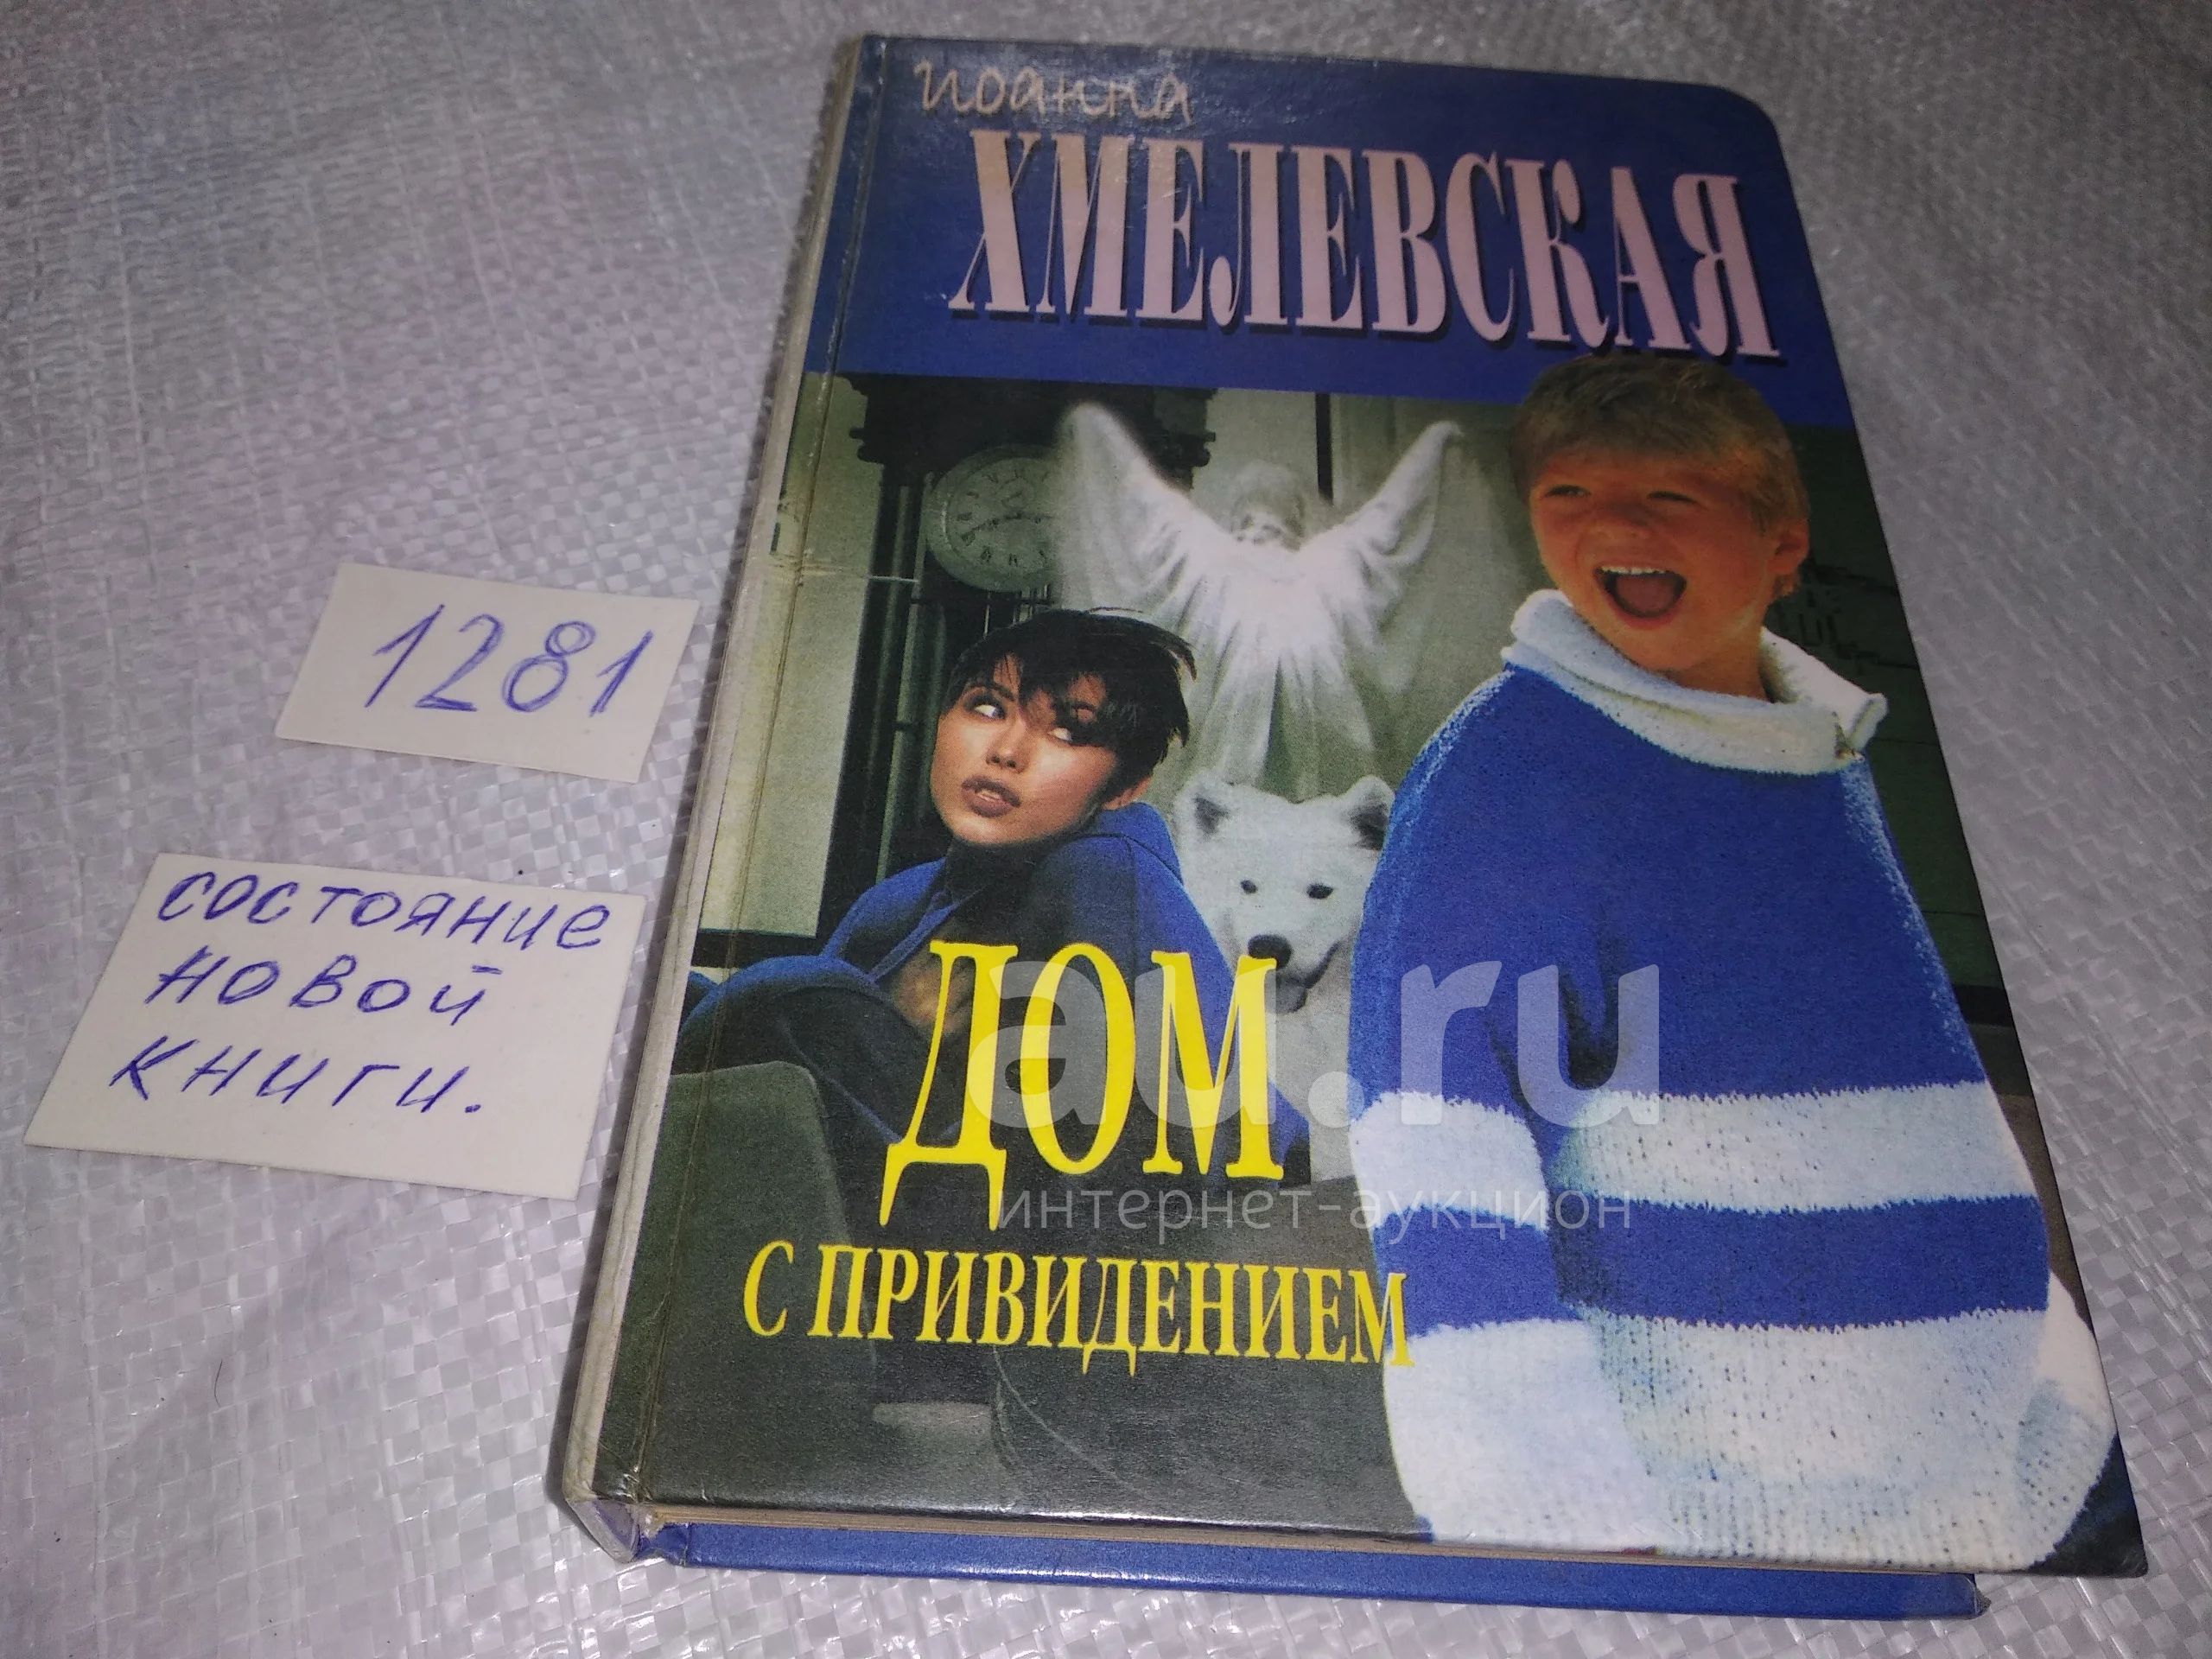 иоанна
ХМЕЛЕВСКАЯ
1281
состояние
новой
книги.
ДОМ
С ПРИВИДЕНИЕМ
au.ru
интернет-аукцион